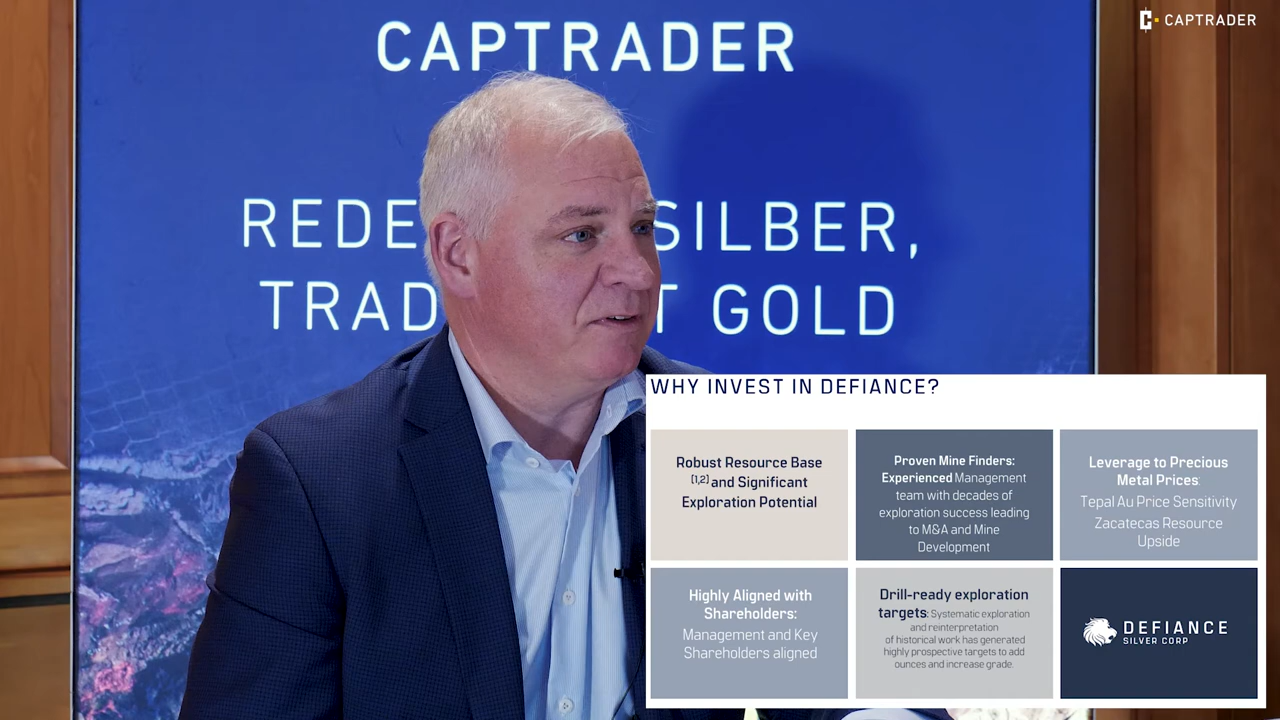 CAPTRADER
CAPTRADER
REDE SILBER,
TRAD T GOLD
WHY INVEST IN DEFIANCE?
Robust Resource Base
[1,2] and Significant
Exploration Potential
Proven Mine Finders:
Experienced Management
team with decades of
exploration success leading
to M&A and Mine
Development
Leverage to Precious
Metal Prices:
Tepal Au Price Sensitivity
Zacatecas Resource
Upside
Highly Aligned with
Shareholders:
Management and Key
Shareholders aligned
Drill-ready exploration
targets: Systematic exploration
and reinterpretation
of historical work has generated
highly prospective targets to add
ounces and increase grade.
DEFIANCE
SILVER CORP